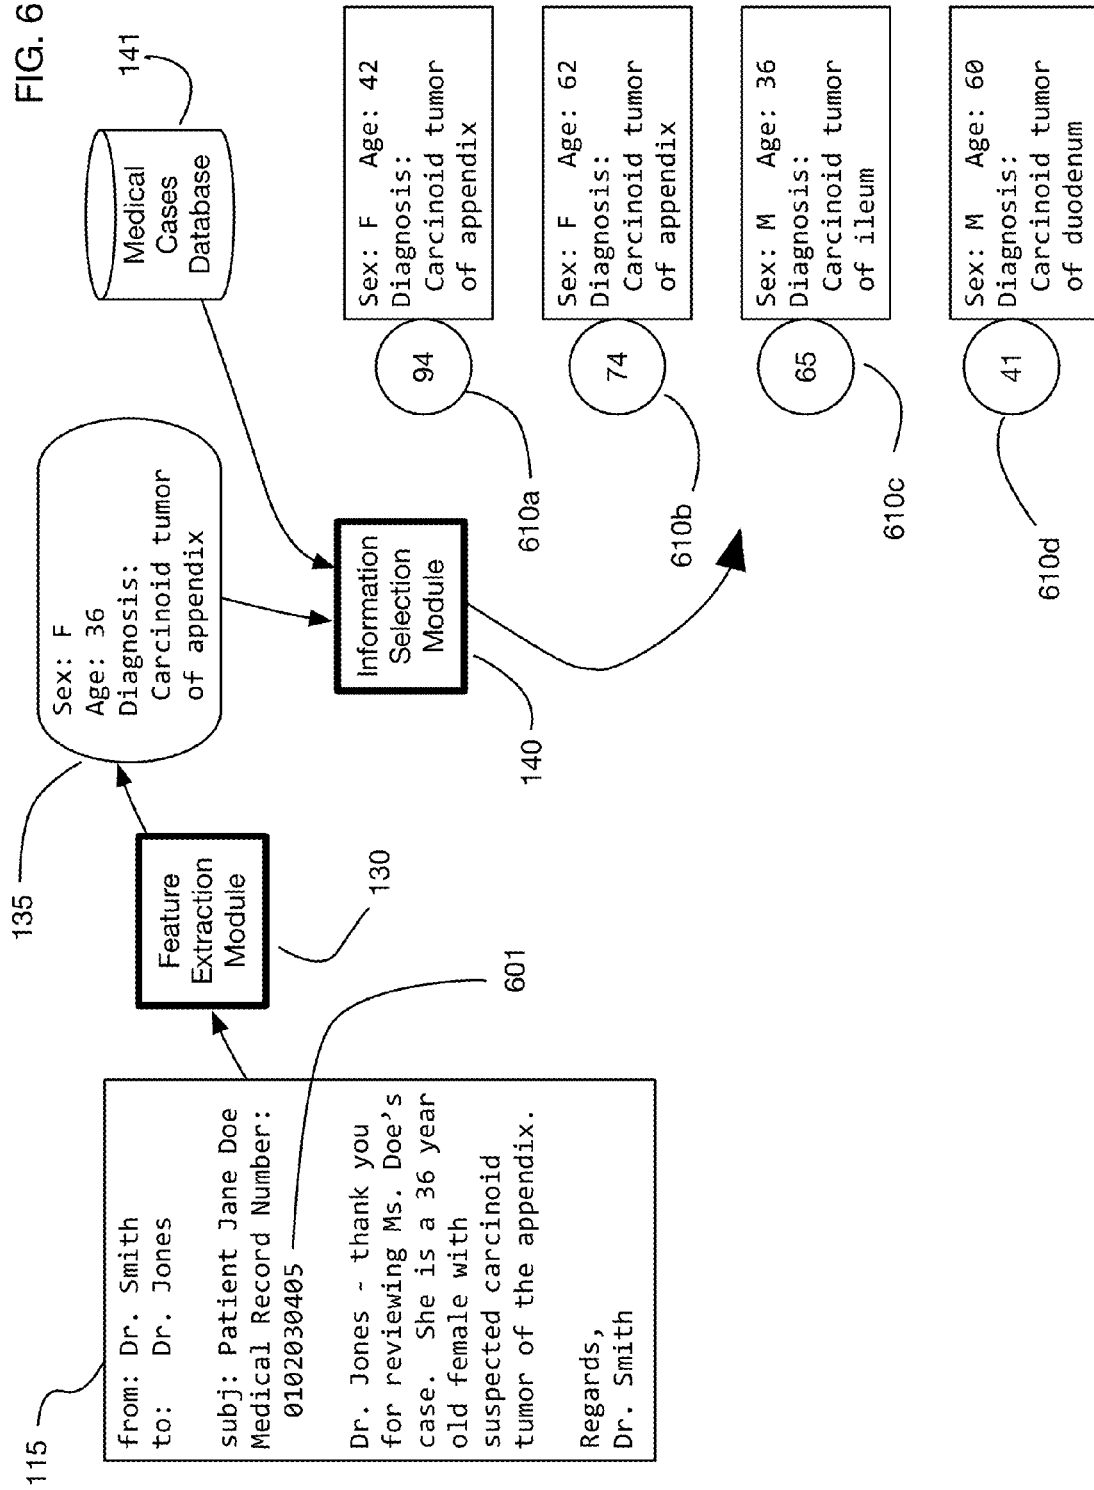 FIG. 6
115
from: Dr. Smith
to:   Dr. Jones
subj: Patient Jane Doe
Medical Record Number:
0102030405
Dr. Jones - thank you
for reviewing Ms. Doe's
case.  She is a 36 year
old female with
suspected carcinoid
tumor of the appendix.
Regards,
Dr. Smith
601
Feature
Extraction
Module
130
135
Sex: F
Age: 36
Diagnosis:
Carcinoid tumor
of appendix
Medical
Cases
Database
141
Information
Selection
Module
140
94
Sex: F   Age: 42
Diagnosis:
Carcinoid tumor
of appendix
610a
74
Sex: F   Age: 62
Diagnosis:
Carcinoid tumor
of appendix
610b
65
Sex: M   Age: 36
Diagnosis:
Carcinoid tumor
of ileum
610c
41
Sex: M   Age: 60
Diagnosis:
Carcinoid tumor
of duodenum
610d